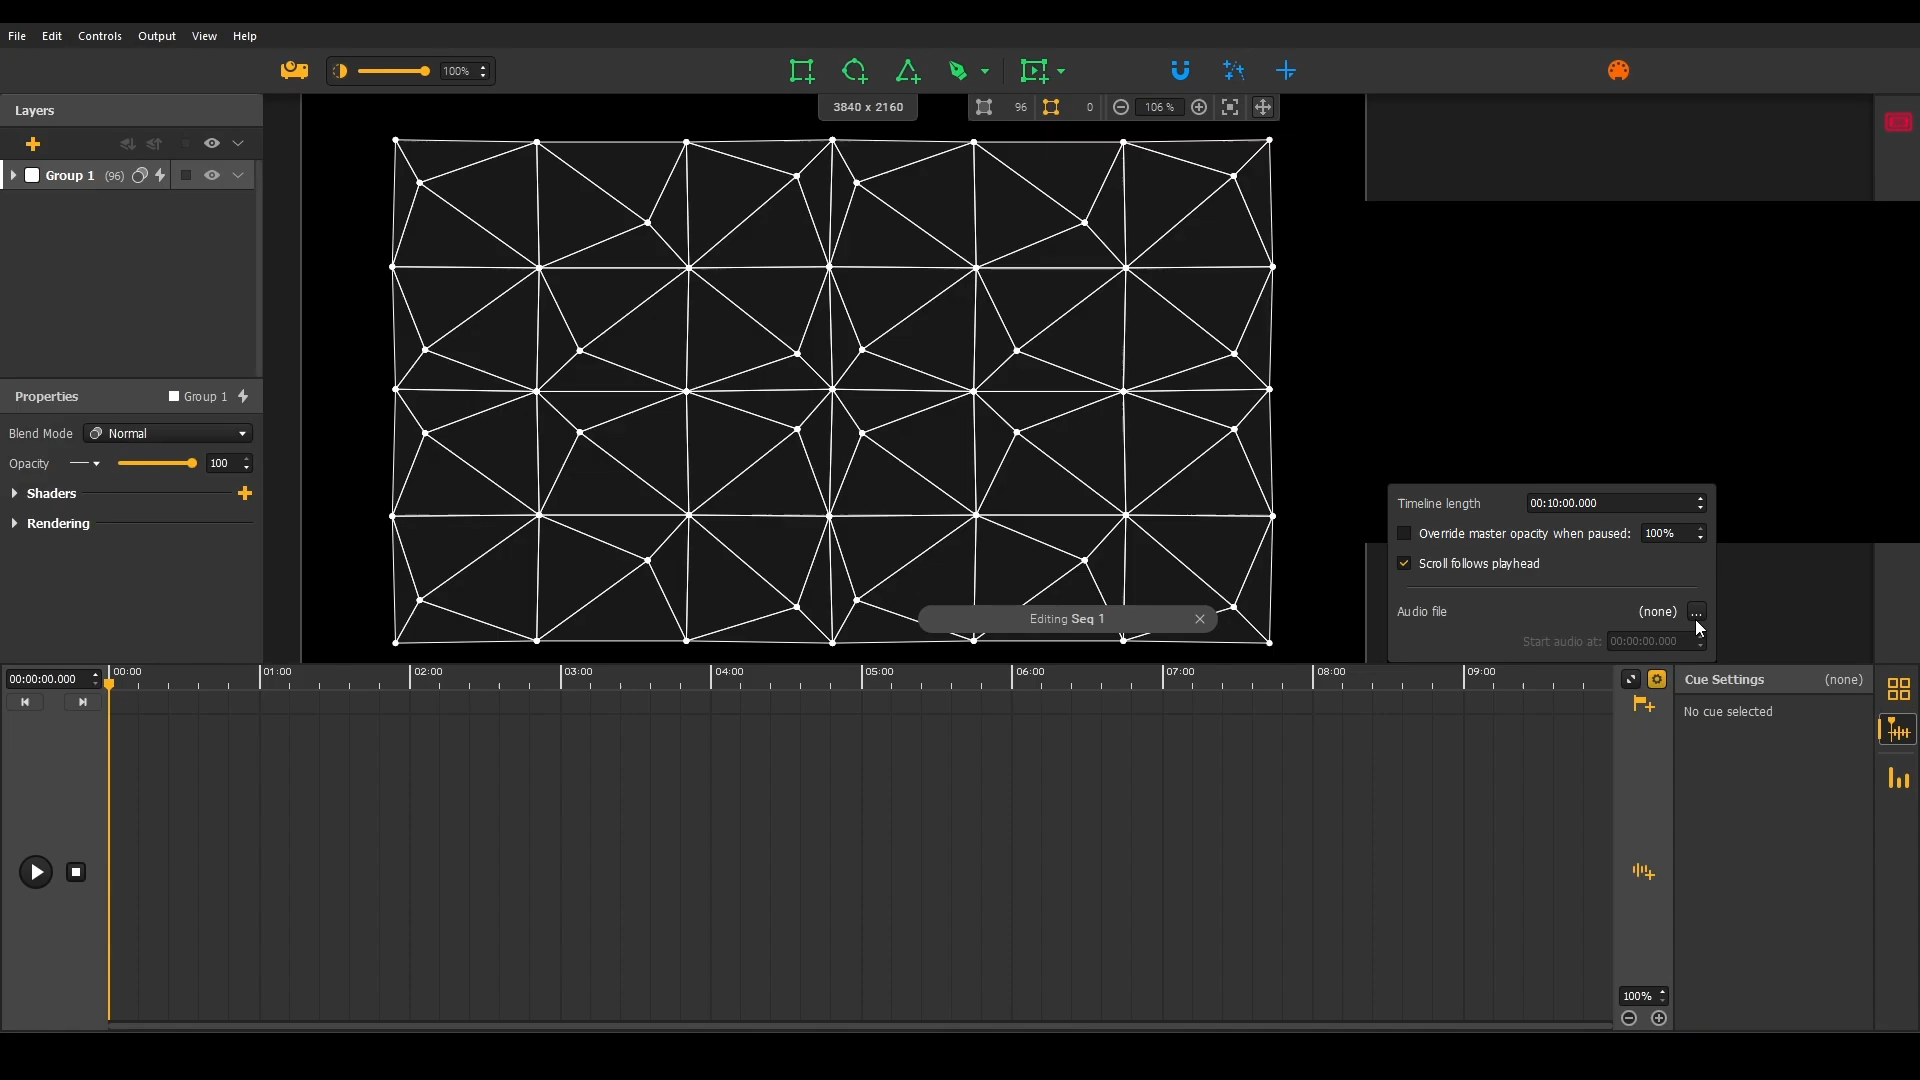 File Edit Controls Output View Help
100%
Layers
3840 x 2160
96
0
106 %
Group 1 (96)
Properties
Group 1
Blend Mode
Normal
Opacity
100
Shaders
Rendering
Timeline length
00:10:00.000
Override master opacity when paused:
100%
Scroll follows playhead
Audio file
(none)
...
Start audio at:
00:00:00.000
Editing Seq 1
00:00:00.000
00:00 01:00 02:00 03:00 04:00 05:00 06:00 07:00 08:00 09:00
Cue Settings
(none)
No cue selected
100%